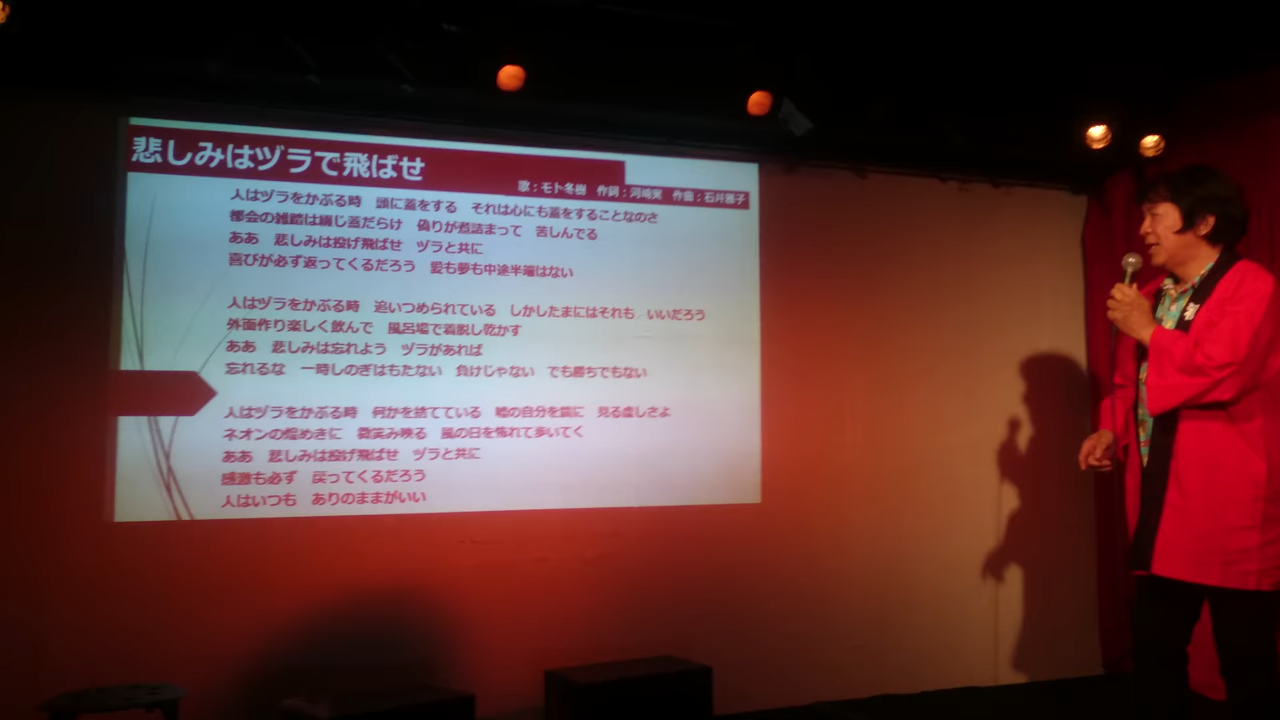 悲しみはヅラで飛ばせ
歌：モト冬樹　作詞：河崎実　作曲：石井雅子
人はヅラをかぶる時　頭に蓋をする　それは心にも蓋をすることなのさ
都会の雑踏は綴じ蓋だらけ　偽りが煮詰まって　苦しんでる
ああ　悲しみは投げ飛ばせ　ヅラと共に
喜びが必ず返ってくるだろう　愛も夢も中途半端はない
人はヅラをかぶる時　追いつめられている　しかしたまにはそれも　いいだろう
外面作り楽しく飲んで　風呂場で着脱し乾かす
ああ　悲しみは忘れよう　ヅラがあれば
忘れるな　一時しのぎはもたない　負けじゃない　でも勝ちでもない
人はヅラをかぶる時　何かを捨てている　嘘の自分を鏡に　見る虚しさよ
ネオンの煌めきに　微笑み映る　風の日を怖れて歩いてく
ああ　悲しみは投げ飛ばせ　ヅラと共に
感激も必ず　戻ってくるだろう
人はいつも　ありのままがいい